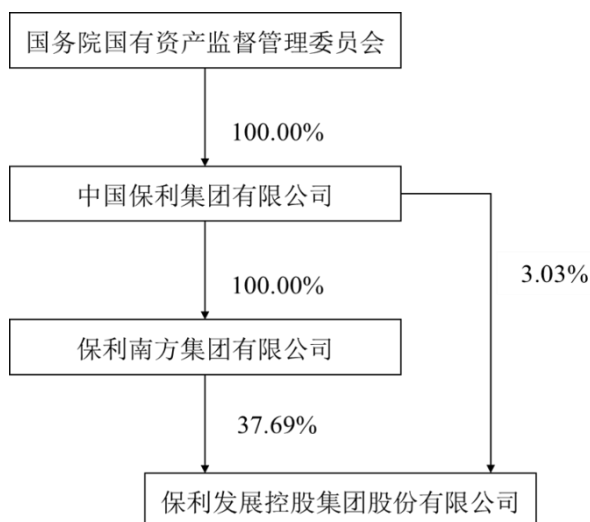 国务院国有资产监督管理委员会
100.00%
中国保利集团有限公司
3.03%
100.00%
保利南方集团有限公司
37.69%
保利发展控股集团股份有限公司